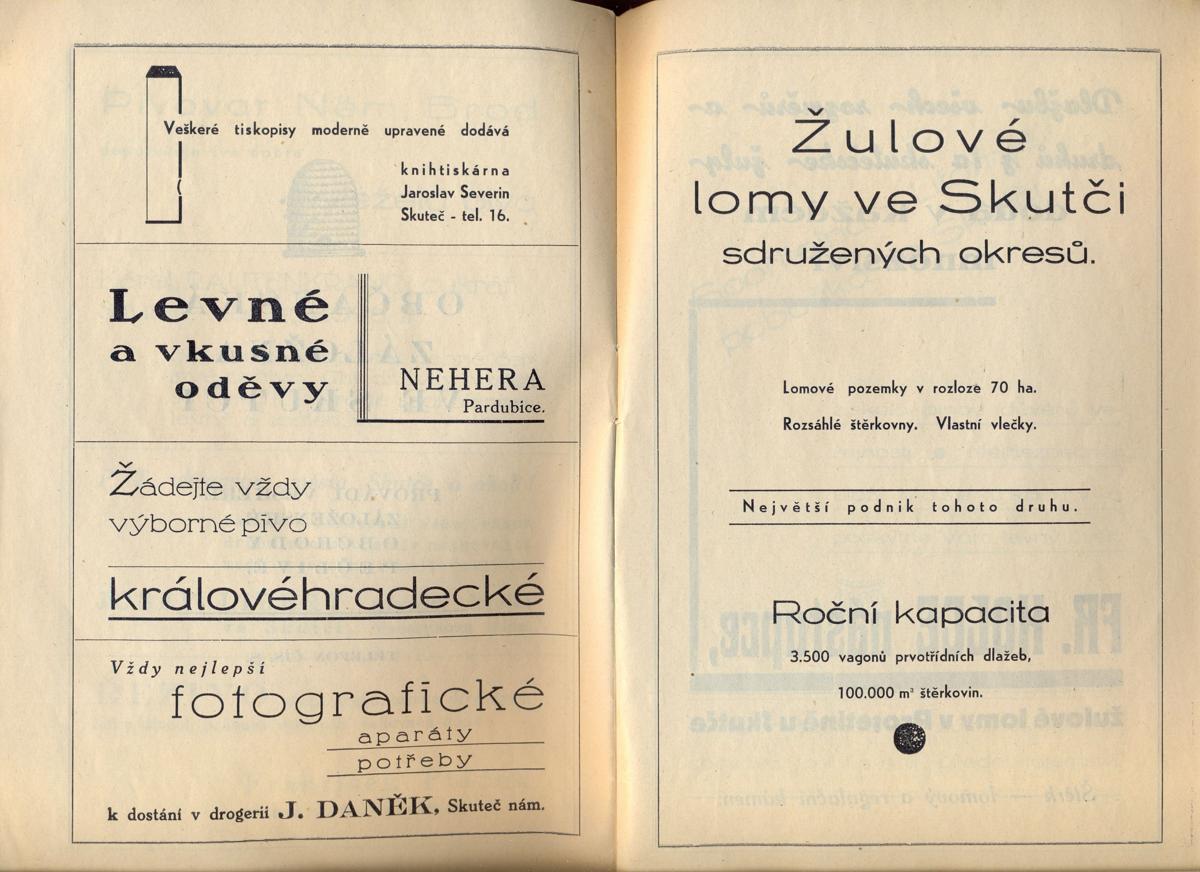 Veškeré tiskopisy moderně upravené dodává
knihtiskárna
Jaroslav Severin
Skuteč - tel. 16.
Levné
a vkusné
oděvy
NEHERA
Pardubice.
Žádejte vždy
výborné pivo
královéhradecké
Vždy nejlepší
fotografické
aparáty
potřeby
k dostání v drogerii J. DANĚK, Skuteč nám.
Žulové
lomy ve Skutči
sdružených okresů.
Lomové pozemky v rozloze 70 ha.
Rozsáhlé štěrkovny. Vlastní vlečky.
Největší podnik tohoto druhu.
Roční kapacita
3.500 vagonů prvotřídních dlažeb,
100.000 m³ štěrkovin.